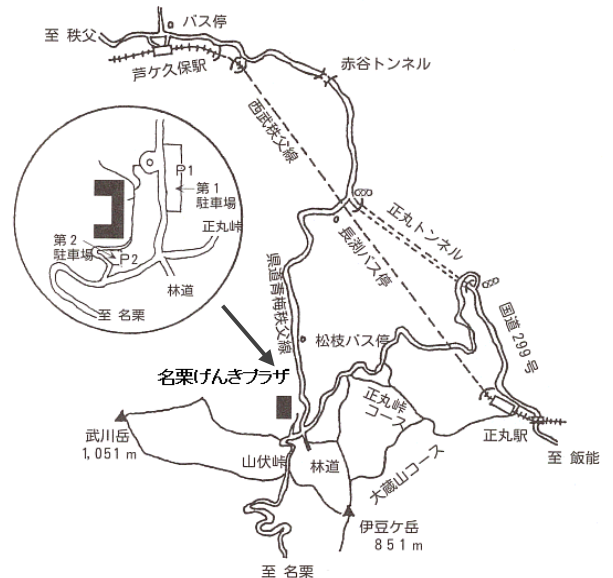 バス停
至 秩父
芦ケ久保駅
赤谷トンネル
西武秩父線
P1
第1
駐車場
正丸峠
第2
駐車場
P2
林道
至 名栗
正丸トンネル
長渕バス停
県道青梅秩父線
国道299号
松枝バス停
名栗げんきプラザ
正丸峠
コース
正丸駅
至 飯能
武川岳
1,051m
山伏峠
林道
大蔵山コース
伊豆ケ岳
851m
至 名栗